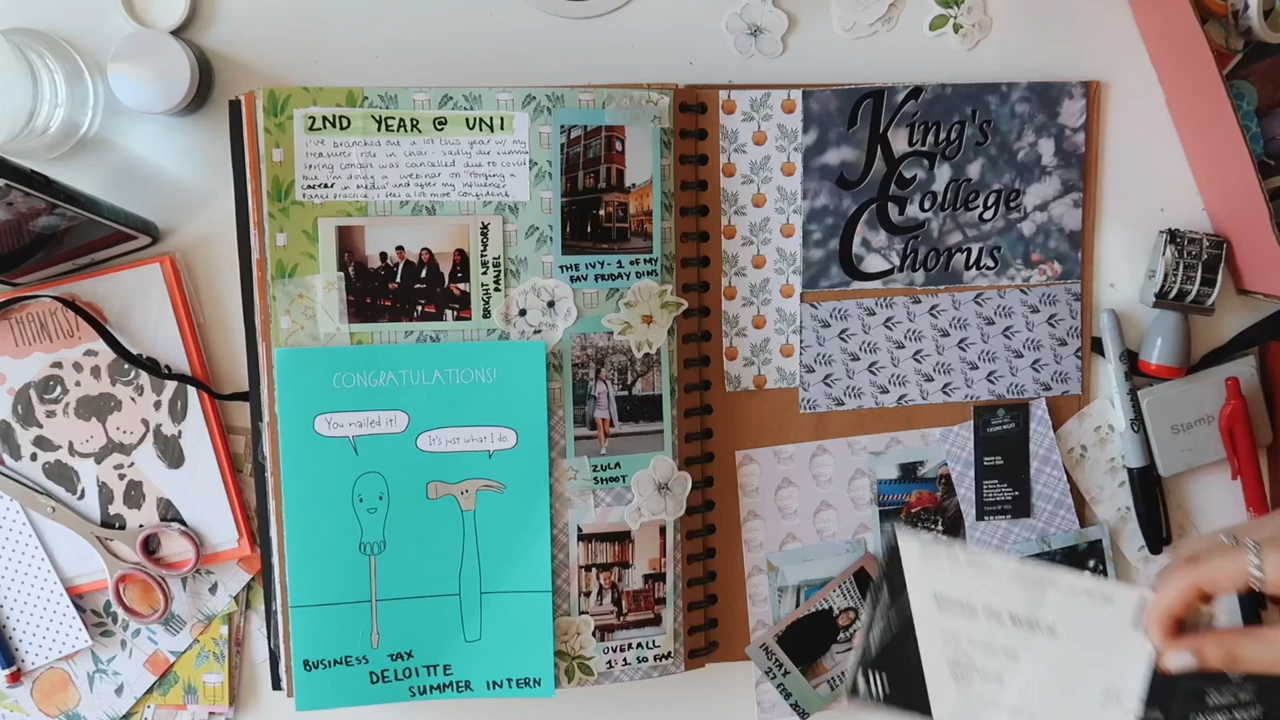 2ND YEAR @ UNI
I've branched out a lot this year w/ my
treasurer role in choir - sadly our summer
spring concert was cancelled due to covid
but i'm doing a webinar on "Forging a
career in Media' and after my influencer
Panel practice, i feel a lot more confident!
BRIGHT NETWORK
PANEL
THE IVY - 1 OF MY
FAV FRIDAY DINS
ZULA
SHOOT
OVERALL
1:1 SO FAR
CONGRATULATIONS!
You nailed it!
It's just what I do.
BUSINESS TAX
DELOITTE
SUMMER INTERN
King's
College
Chorus
CASINO NIGHT
INSTAX
27 FEB 2020
THANKS!
Sharpie
Stamp